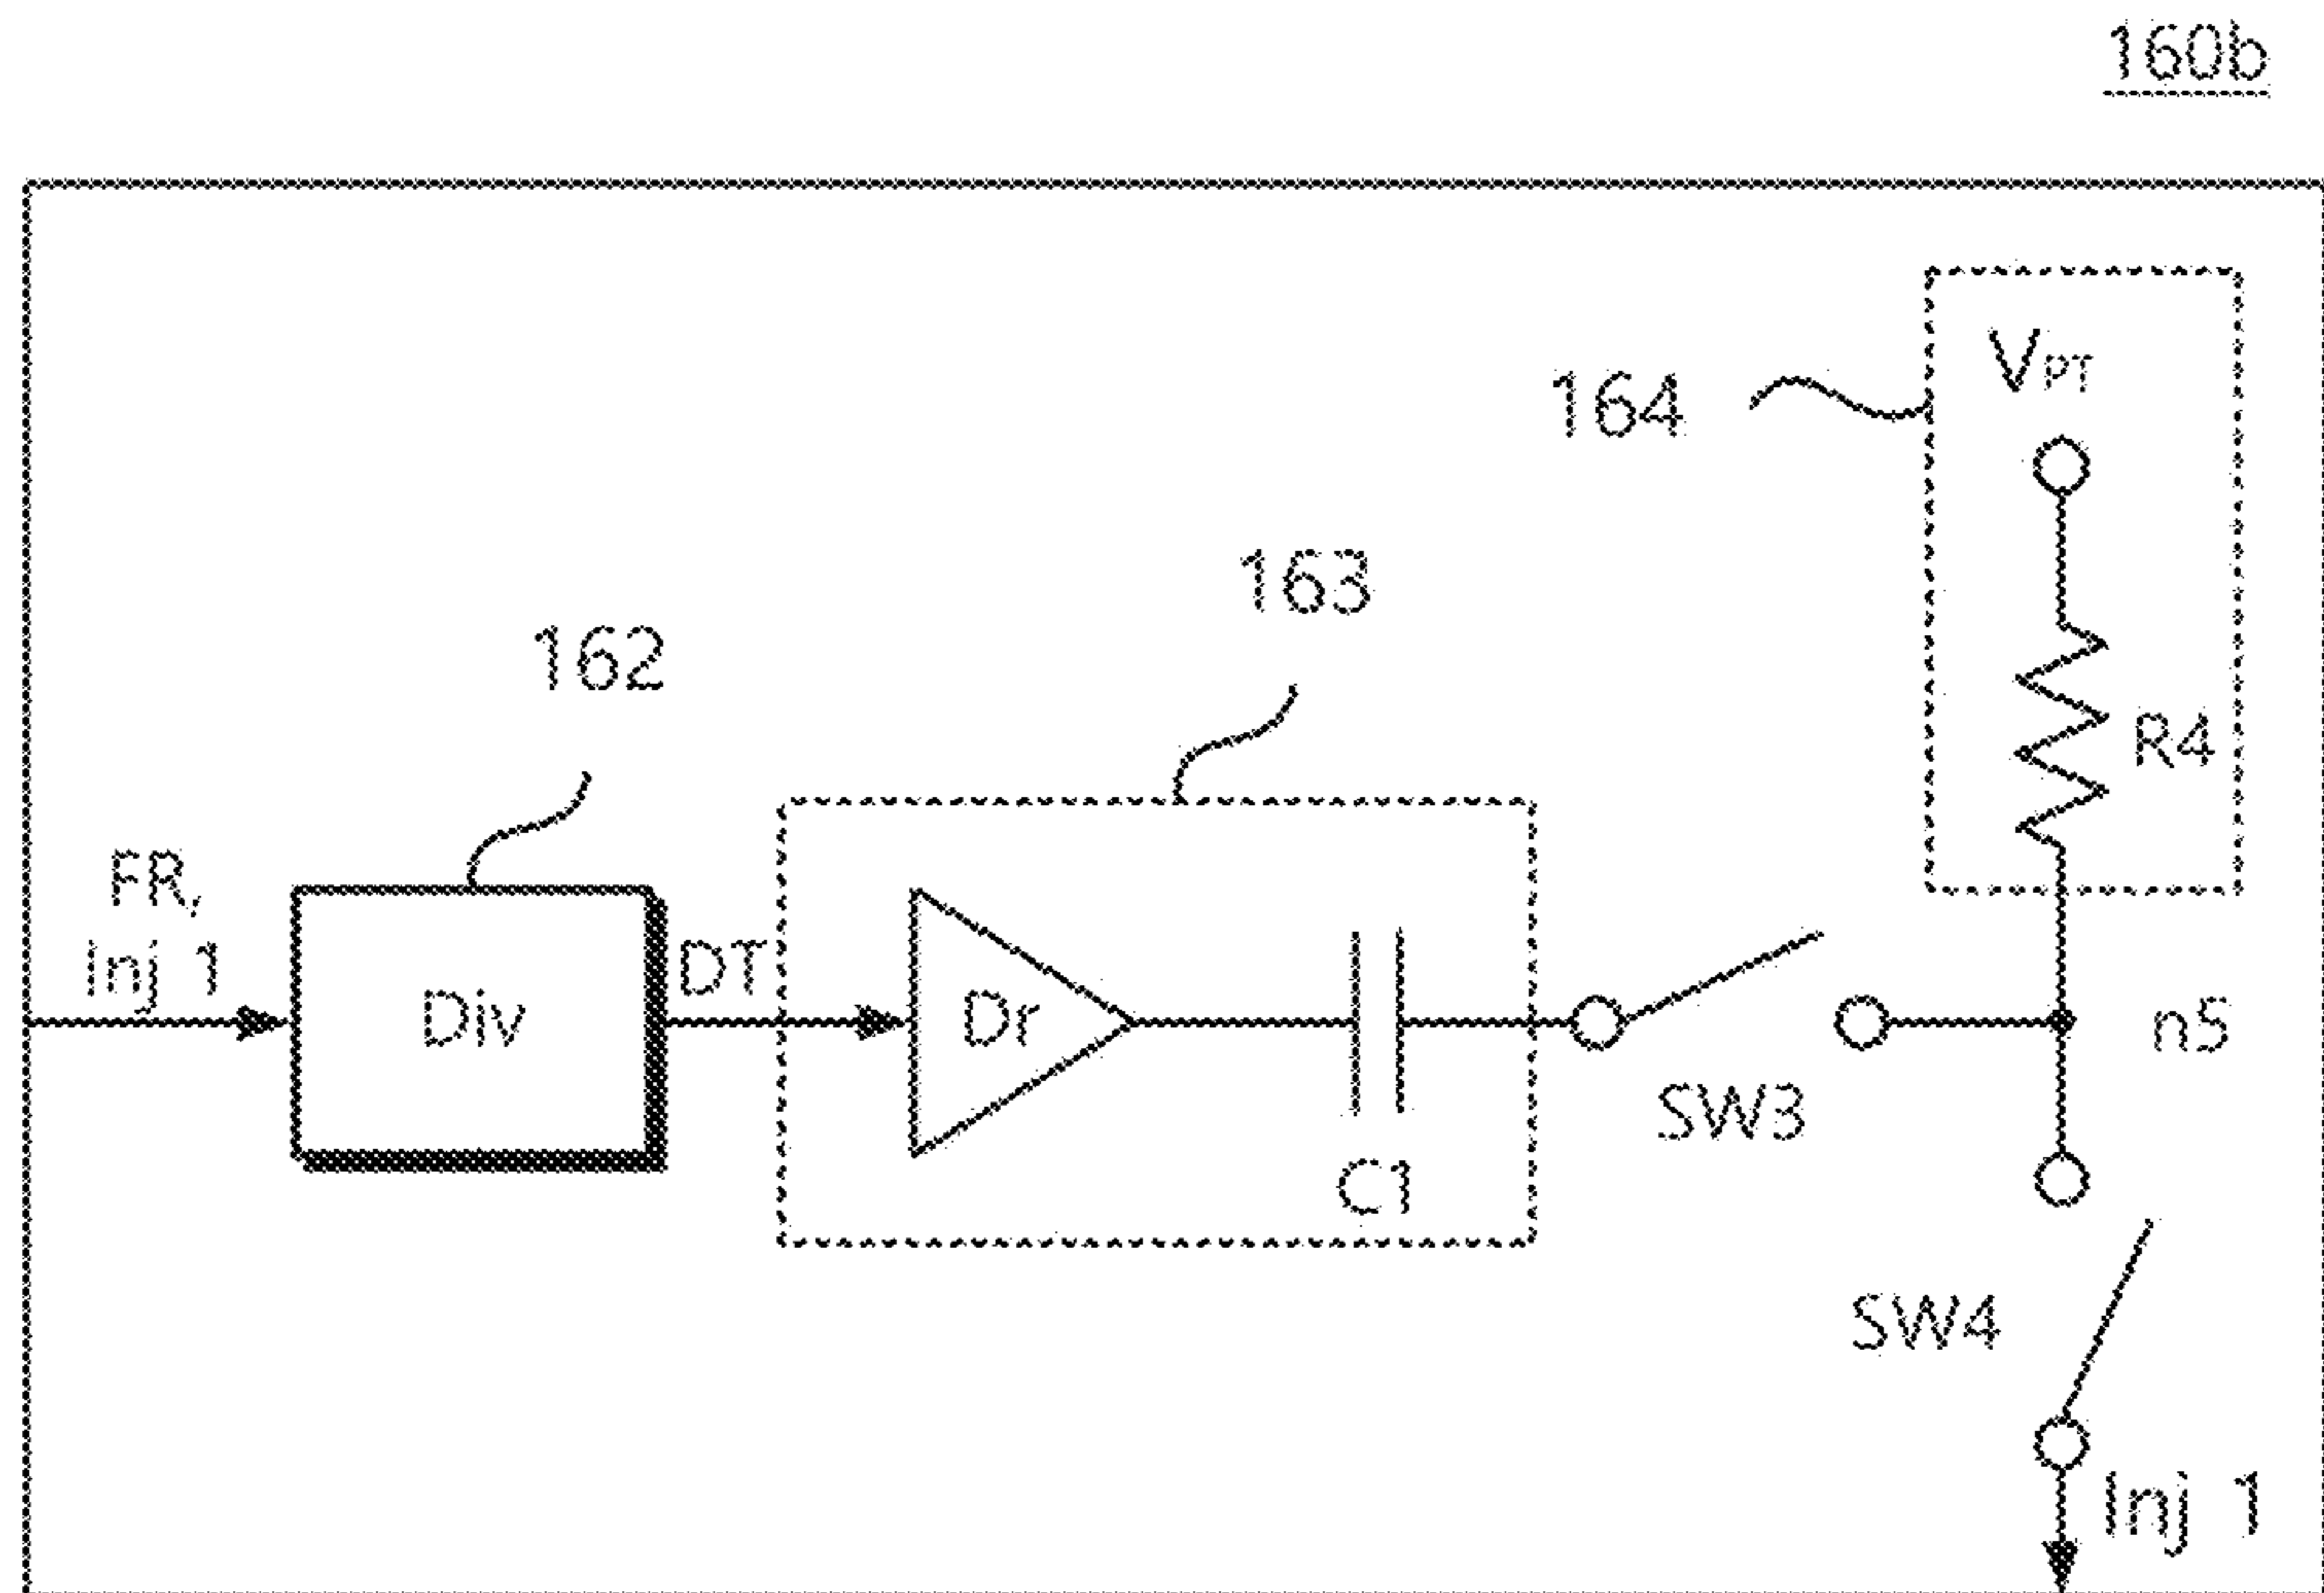 160b
VPT
164
163
162
R4
FR,
Inj 1
DT
Div
Dr
n5
SW3
C1
SW4
Inj 1